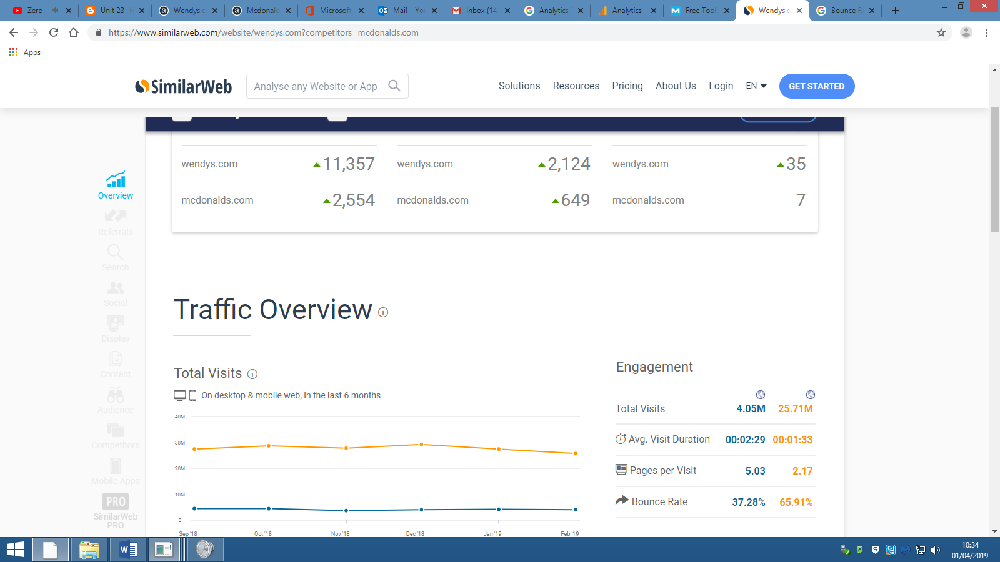 Zero
Unit 23-
Wendys.c
Mcdonald
Microsoft
Mail – Yo
Inbox (14
Analytics
Analytics
Free Tool
Wendys.c
Bounce R
https://www.similarweb.com/website/wendys.com?competitors=mcdonalds.com
Apps
SimilarWeb
Analyse any Website or App
Solutions
Resources
Pricing
About Us
Login
EN
GET STARTED
wendys.com 11,357
wendys.com 2,124
wendys.com 35
mcdonalds.com 2,554
mcdonalds.com 649
mcdonalds.com 7
Overview
Referrals
Search
Social
Display
Content
Audience
Competitors
Mobile Apps
PRO
SimilarWeb
PRO
Traffic Overview
Total Visits
On desktop & mobile web, in the last 6 months
40M
30M
20M
10M
0
Sep '18
Oct '18
Nov '18
Dec '18
Jan '19
Feb '19
Engagement
Total Visits 4.05M 25.71M
Avg. Visit Duration 00:02:29 00:01:33
Pages per Visit 5.03 2.17
Bounce Rate 37.28% 65.91%
10:34
01/04/2019